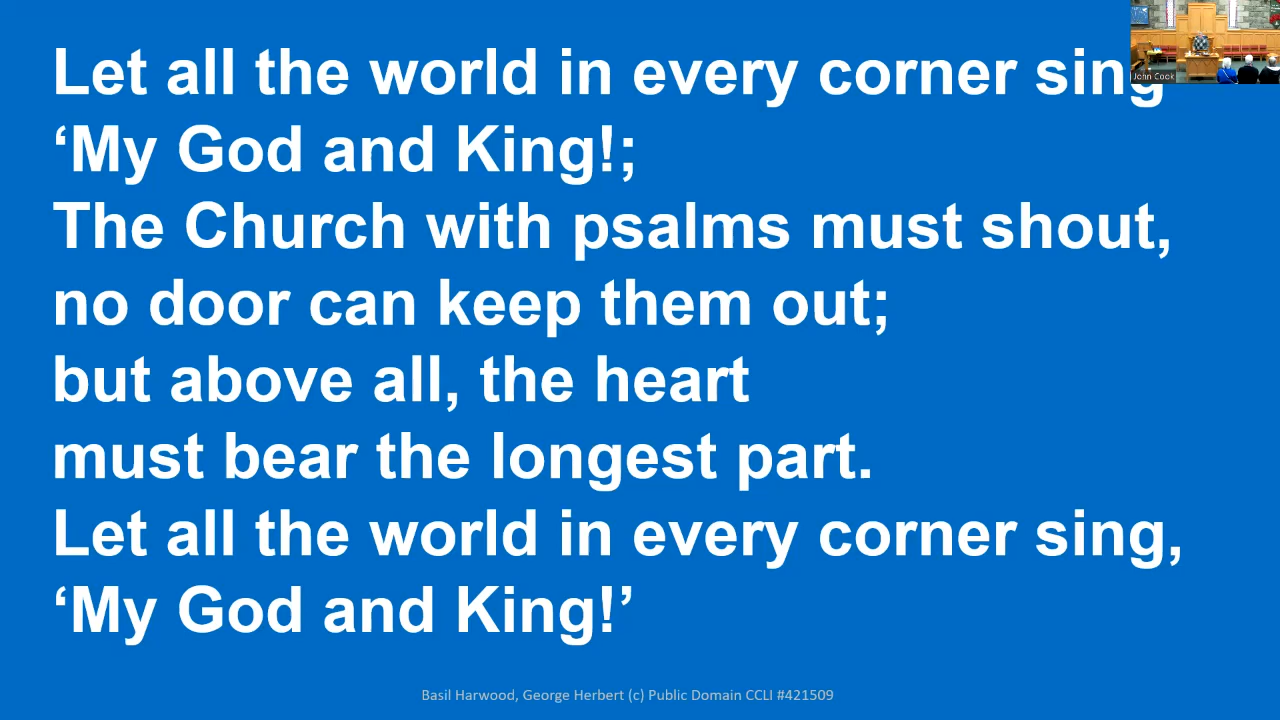 Let all the world in every corner sing
‘My God and King!;
The Church with psalms must shout,
no door can keep them out;
but above all, the heart
must bear the longest part.
Let all the world in every corner sing,
‘My God and King!’
John Cook
Basil Harwood, George Herbert (c) Public Domain CCLI #421509